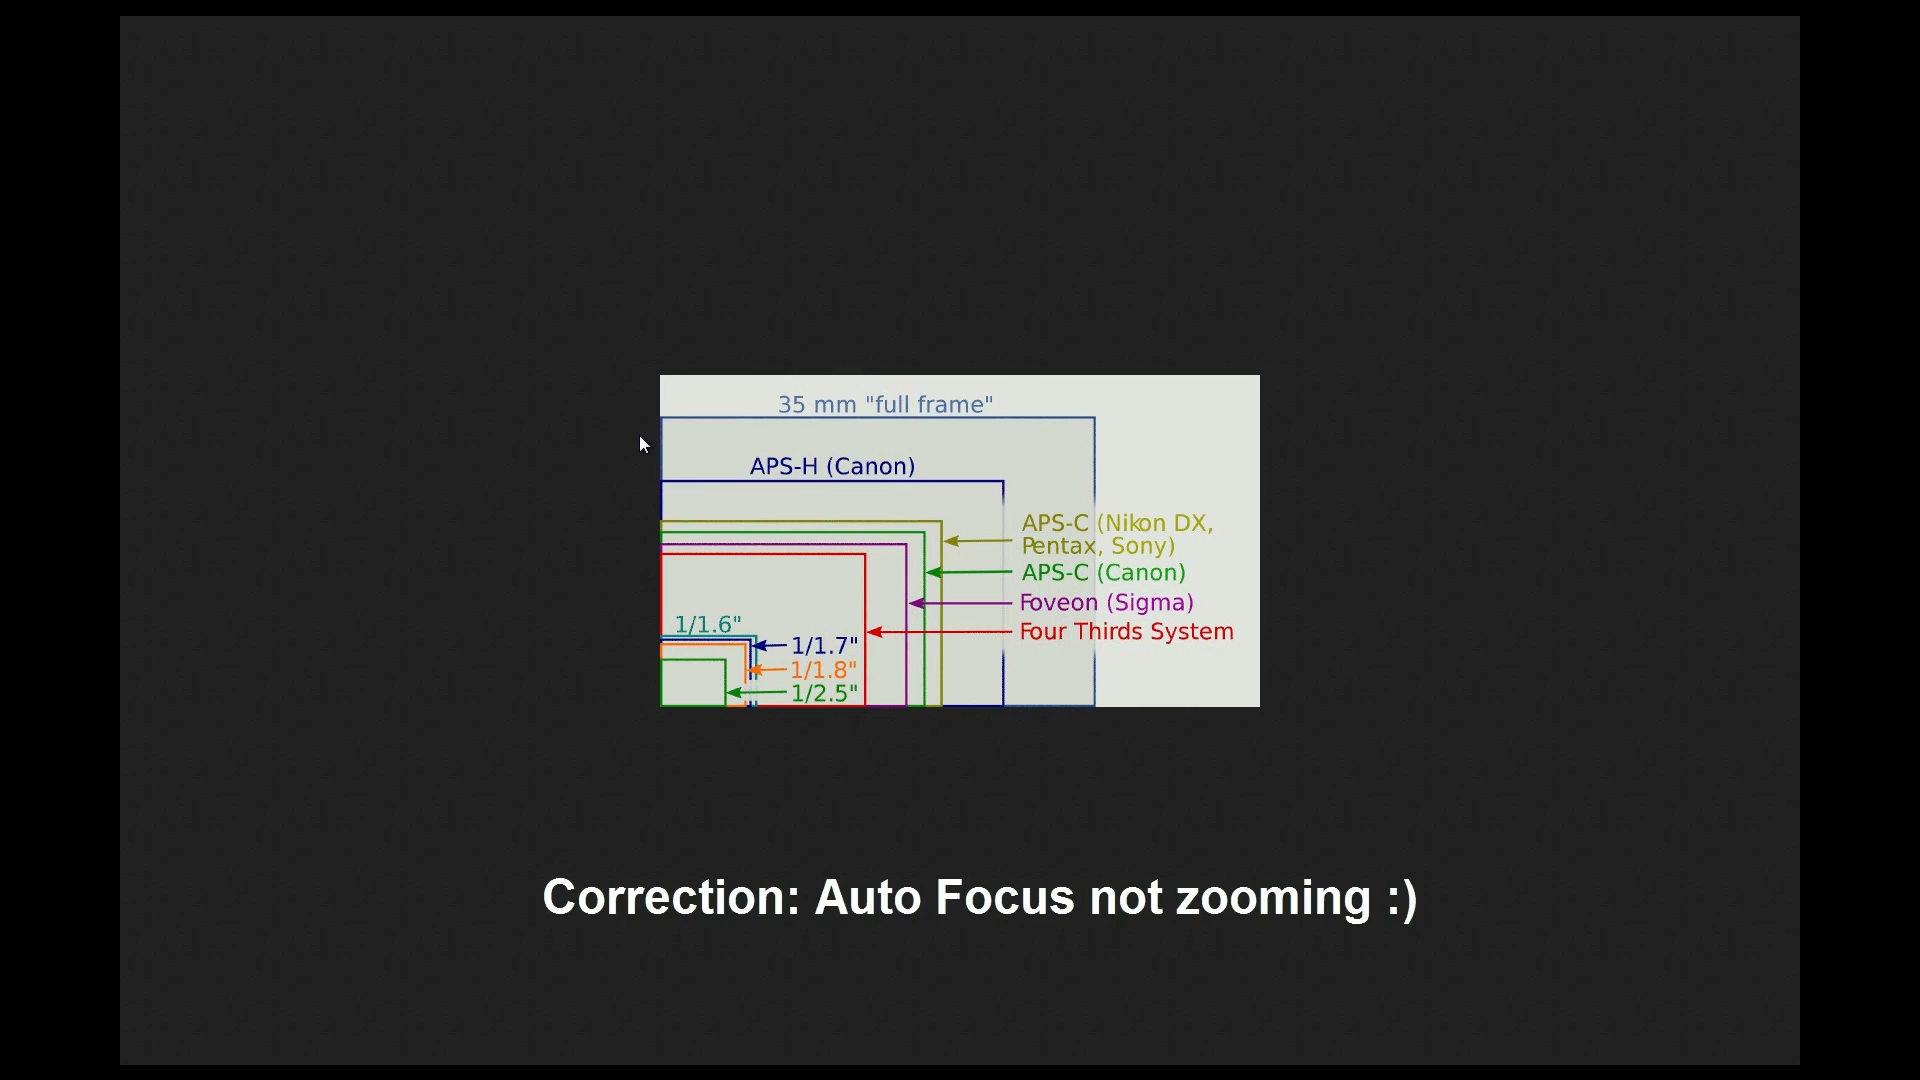 35 mm "full frame"
APS-H (Canon)
APS-C (Nikon DX,
Pentax, Sony)
APS-C (Canon)
Foveon (Sigma)
Four Thirds System
1/1.6"
1/1.7"
1/1.8"
1/2.5"
Correction: Auto Focus not zooming :)